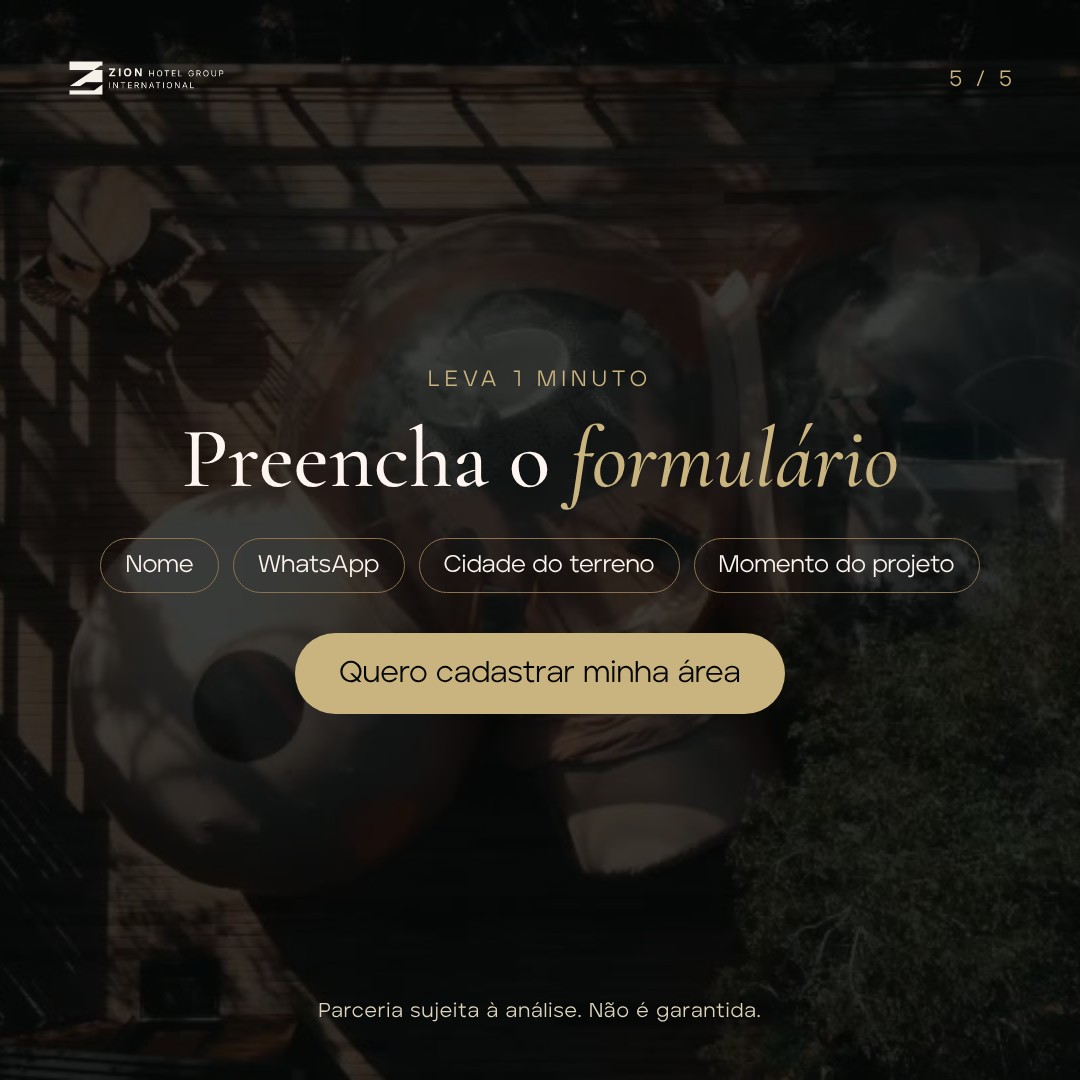 ZION HOTEL GROUP
INTERNATIONAL
5 / 5
LEVA 1 MINUTO
Preencha o formulário
Nome WhatsApp Cidade do terreno Momento do projeto
Quero cadastrar minha área
Parceria sujeita à análise. Não é garantida.